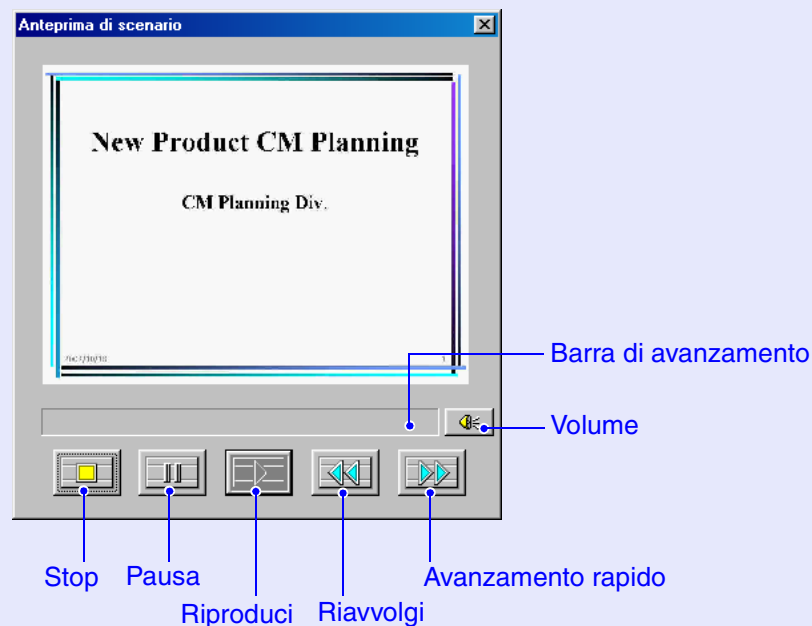 Anteprima di scenario
New Product CM Planning
CM Planning Div.
1
Barra di avanzamento
Volume
Stop
Pausa
Avanzamento rapido
Riproduci
Riavvolgi